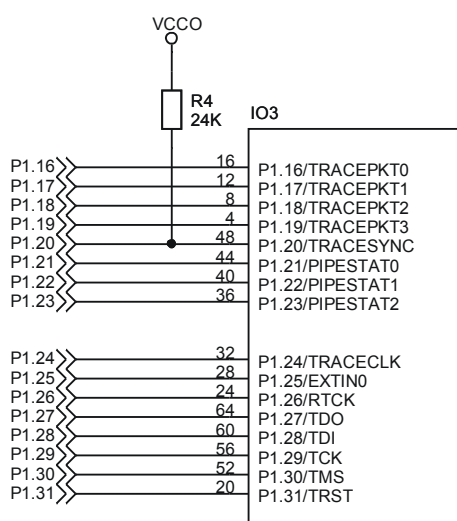 VCCO
R4
24K
IO3
P1.16 16 P1.16/TRACEPKT0
P1.17 12 P1.17/TRACEPKT1
P1.18 8 P1.18/TRACEPKT2
P1.19 4 P1.19/TRACEPKT3
P1.20 48 P1.20/TRACESYNC
P1.21 44 P1.21/PIPESTAT0
P1.22 40 P1.22/PIPESTAT1
P1.23 36 P1.23/PIPESTAT2
P1.24 32 P1.24/TRACECLK
P1.25 28 P1.25/EXTIN0
P1.26 24 P1.26/RTCK
P1.27 64 P1.27/TDO
P1.28 60 P1.28/TDI
P1.29 56 P1.29/TCK
P1.30 52 P1.30/TMS
P1.31 20 P1.31/TRST